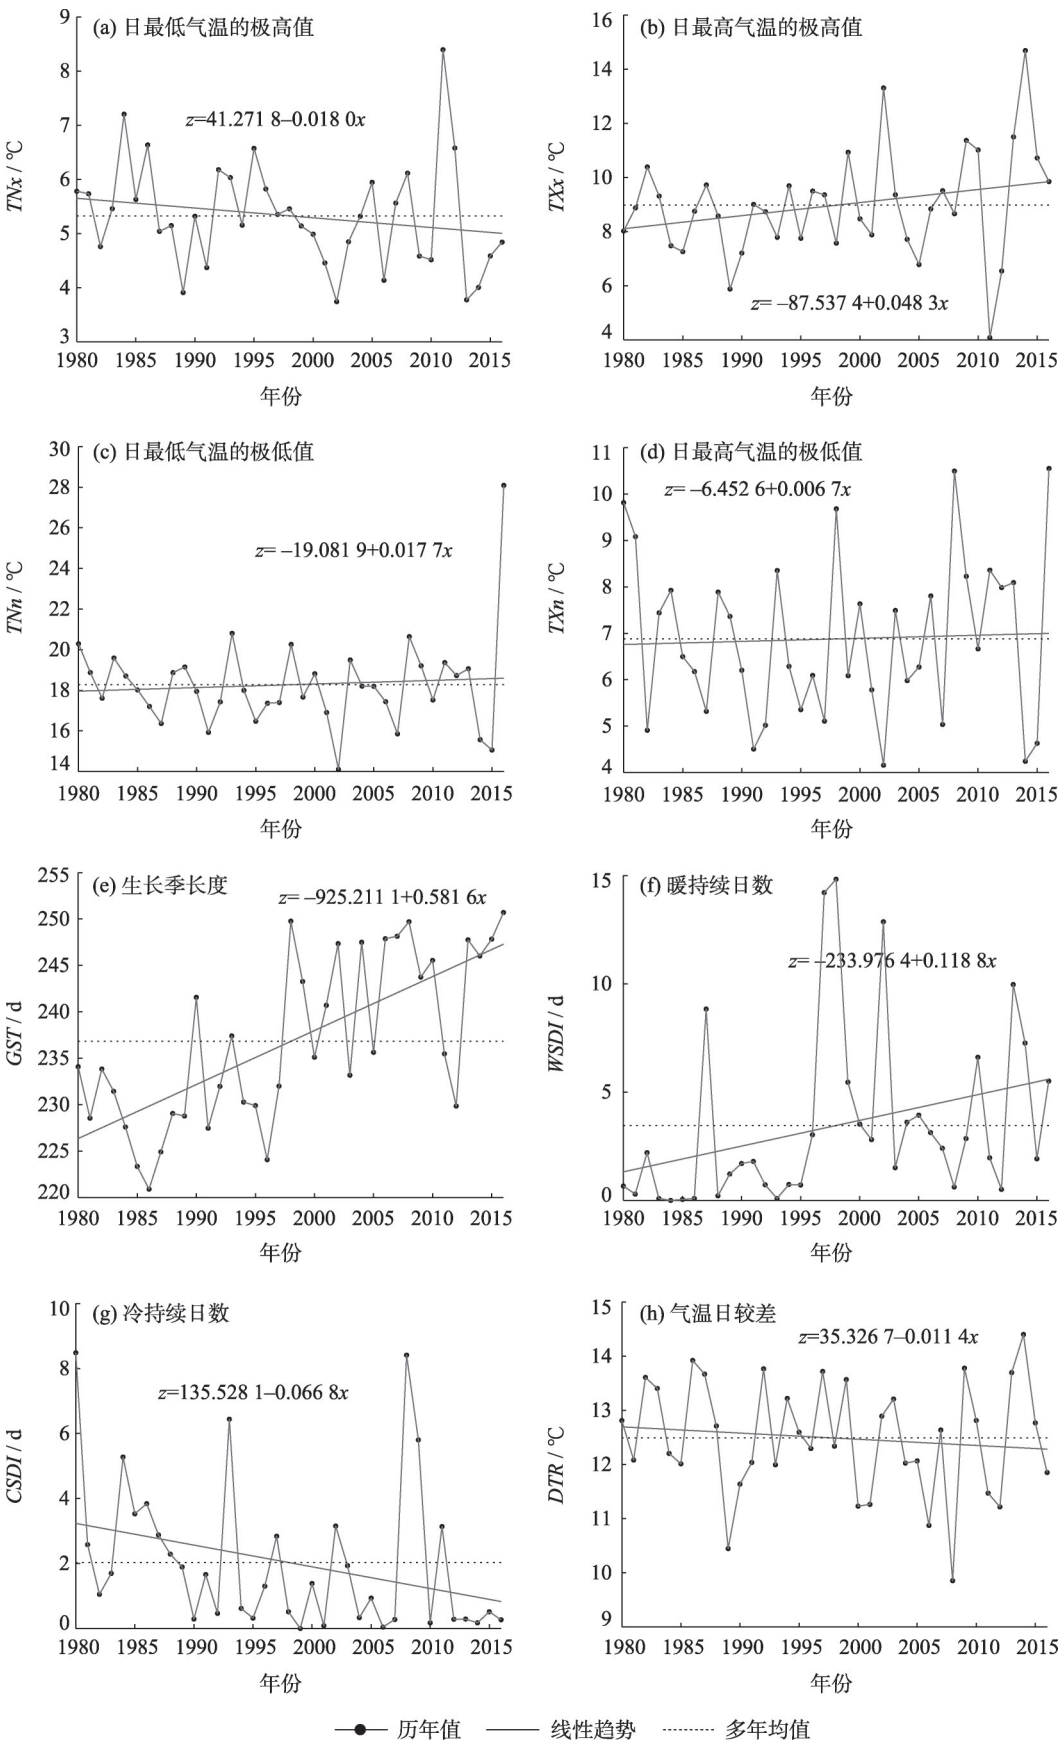 (a) 日最低气温的极高值
z=41.271 8–0.018 0x
TNx / ℃
9
8
7
6
5
4
3
1980 1985 1990 1995 2000 2005 2010 2015
年份
(b) 日最高气温的极高值
z= –87.537 4+0.048 3x
TXx / ℃
16
14
12
10
8
6
4
1980 1985 1990 1995 2000 2005 2010 2015
年份
(c) 日最低气温的极低值
z= –19.081 9+0.017 7x
TNn / ℃
30
28
26
24
22
20
18
16
14
1980 1985 1990 1995 2000 2005 2010 2015
年份
(d) 日最高气温的极低值
z= –6.452 6+0.006 7x
TXn / ℃
11
10
9
8
7
6
5
4
1980 1985 1990 1995 2000 2005 2010 2015
年份
(e) 生长季长度
z= –925.211 1+0.581 6x
GST / d
255
250
245
240
235
230
225
220
1980 1985 1990 1995 2000 2005 2010 2015
年份
(f) 暖持续日数
z= –233.976 4+0.118 8x
WSDI / d
15
10
5
0
1980 1985 1990 1995 2000 2005 2010 2015
年份
(g) 冷持续日数
z=135.528 1–0.066 8x
CSDI / d
10
8
6
4
2
0
1980 1985 1990 1995 2000 2005 2010 2015
年份
(h) 气温日较差
z=35.326 7–0.011 4x
DTR / ℃
15
14
13
12
11
10
9
1980 1985 1990 1995 2000 2005 2010 2015
年份
历年值 线性趋势 多年均值